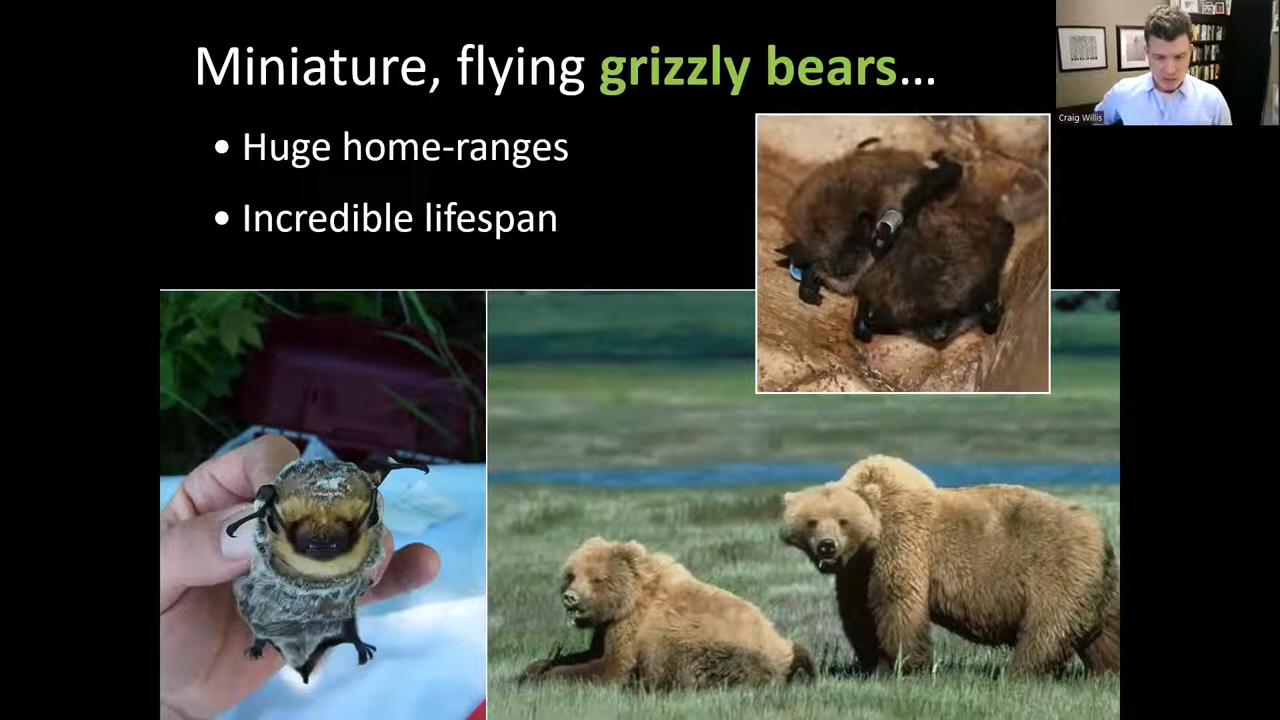 Miniature, flying grizzly bears...
• Huge home-ranges
• Incredible lifespan
Craig Willis